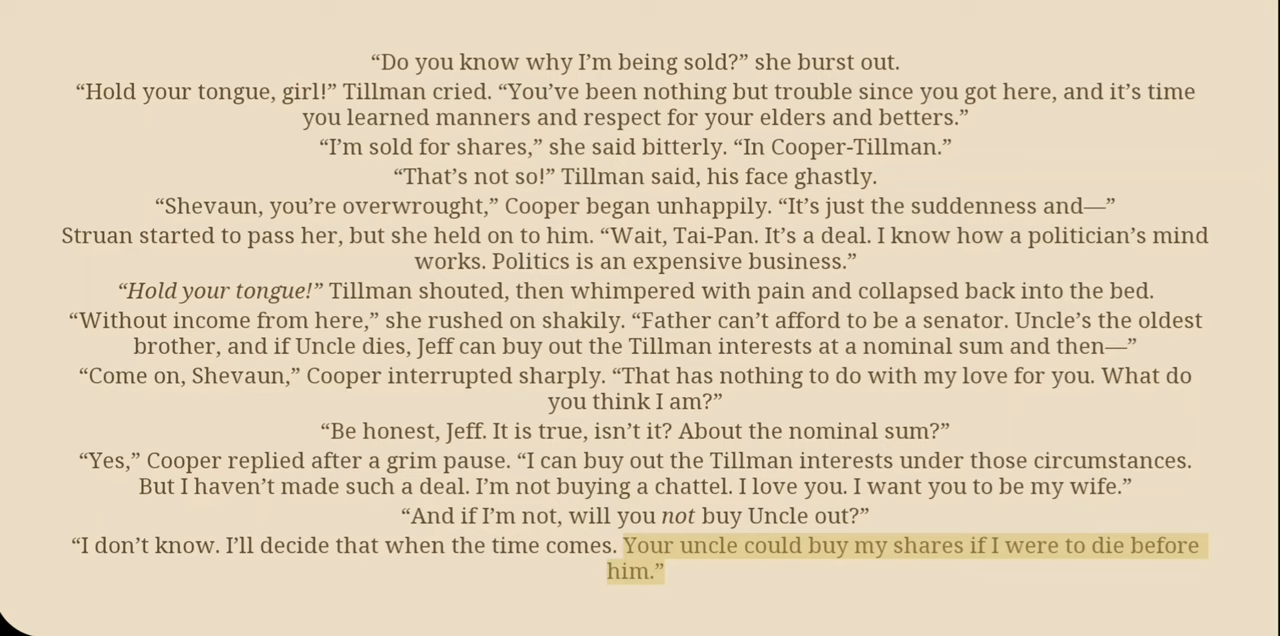 “Do you know why I’m being sold?” she burst out.
“Hold your tongue, girl!” Tillman cried. “You’ve been nothing but trouble since you got here, and it’s time
you learned manners and respect for your elders and betters.”
“I’m sold for shares,” she said bitterly. “In Cooper-Tillman.”
“That’s not so!” Tillman said, his face ghastly.
“Shevaun, you’re overwrought,” Cooper began unhappily. “It’s just the suddenness and—”
Struan started to pass her, but she held on to him. “Wait, Tai-Pan. It’s a deal. I know how a politician’s mind
works. Politics is an expensive business.”
“Hold your tongue!” Tillman shouted, then whimpered with pain and collapsed back into the bed.
“Without income from here,” she rushed on shakily. “Father can’t afford to be a senator. Uncle’s the oldest
brother, and if Uncle dies, Jeff can buy out the Tillman interests at a nominal sum and then—”
“Come on, Shevaun,” Cooper interrupted sharply. “That has nothing to do with my love for you. What do
you think I am?”
“Be honest, Jeff. It is true, isn’t it? About the nominal sum?”
“Yes,” Cooper replied after a grim pause. “I can buy out the Tillman interests under those circumstances.
But I haven’t made such a deal. I’m not buying a chattel. I love you. I want you to be my wife.”
“And if I’m not, will you not buy Uncle out?”
“I don’t know. I’ll decide that when the time comes. Your uncle could buy my shares if I were to die before
him.”